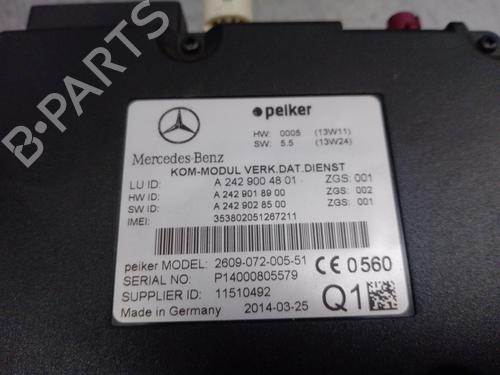 peiker
HW: 0005 (13W11)
SW: 5.5 (13W24)
Mercedes-Benz
KOM-MODUL VERK.DAT.DIENST
LU ID: A 242 900 48 01 ZGS: 001
HW ID: A 242 901 89 00 ZGS: 002
SW ID: A 242 902 85 00 ZGS: 001
IMEI: 353802051267211
peiker MODEL: 2609-072-005-51 CE 0560
SERIAL NO: P14000805579
SUPPLIER ID: 11510492 Q1
Made in Germany 2014-03-25
B-PARTS